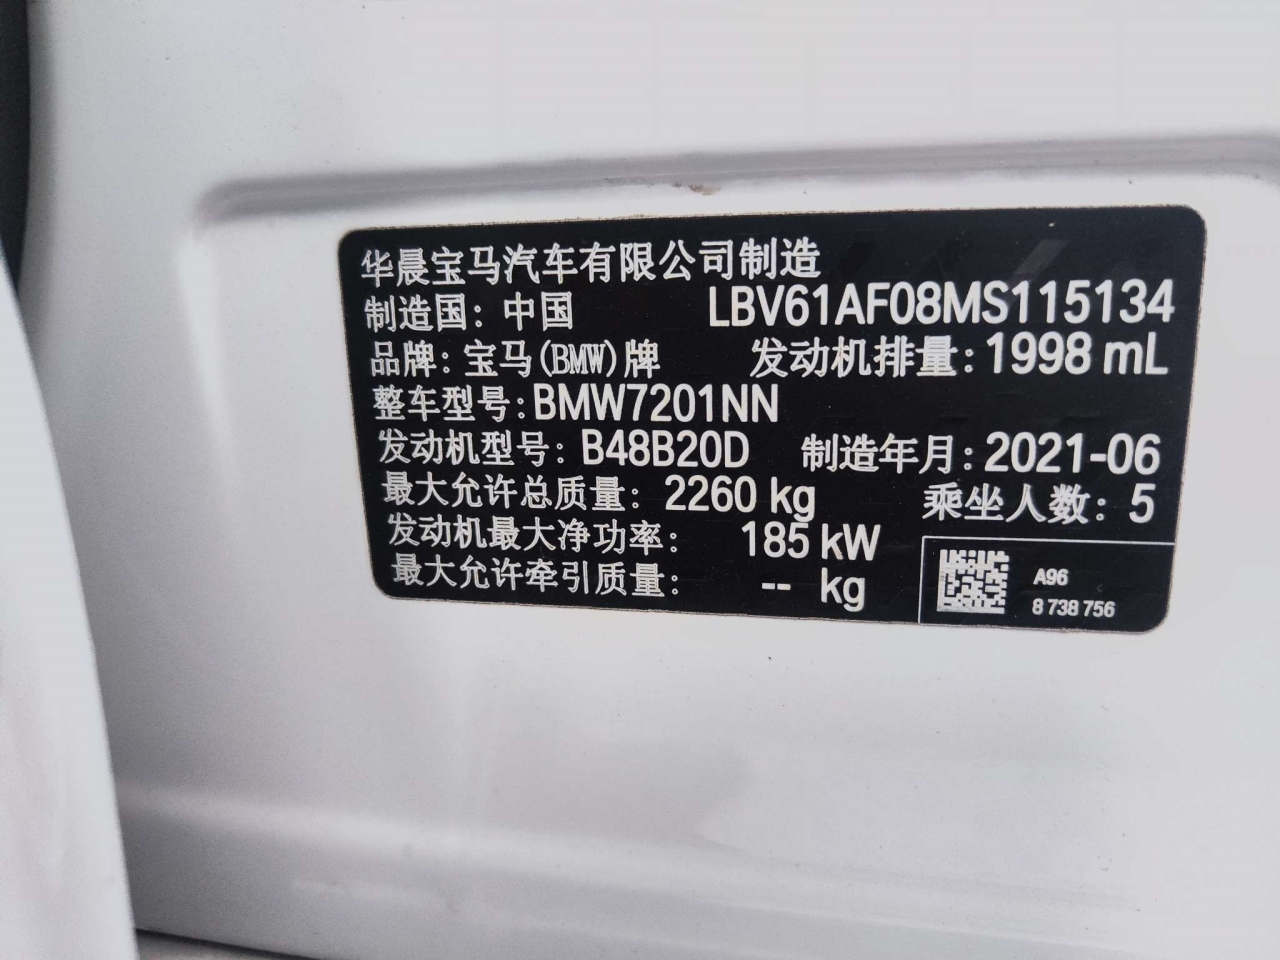 华晨宝马汽车有限公司制造
制造国: 中国 LBV61AF08MS115134
品牌: 宝马(BMW)牌 发动机排量: 1998 mL
整车型号: BMW7201NN
发动机型号: B48B20D 制造年月: 2021-06
最大允许总质量: 2260 kg 乘坐人数: 5
发动机最大净功率: 185 kW
最大允许牵引质量: -- kg
A96
8 738 756